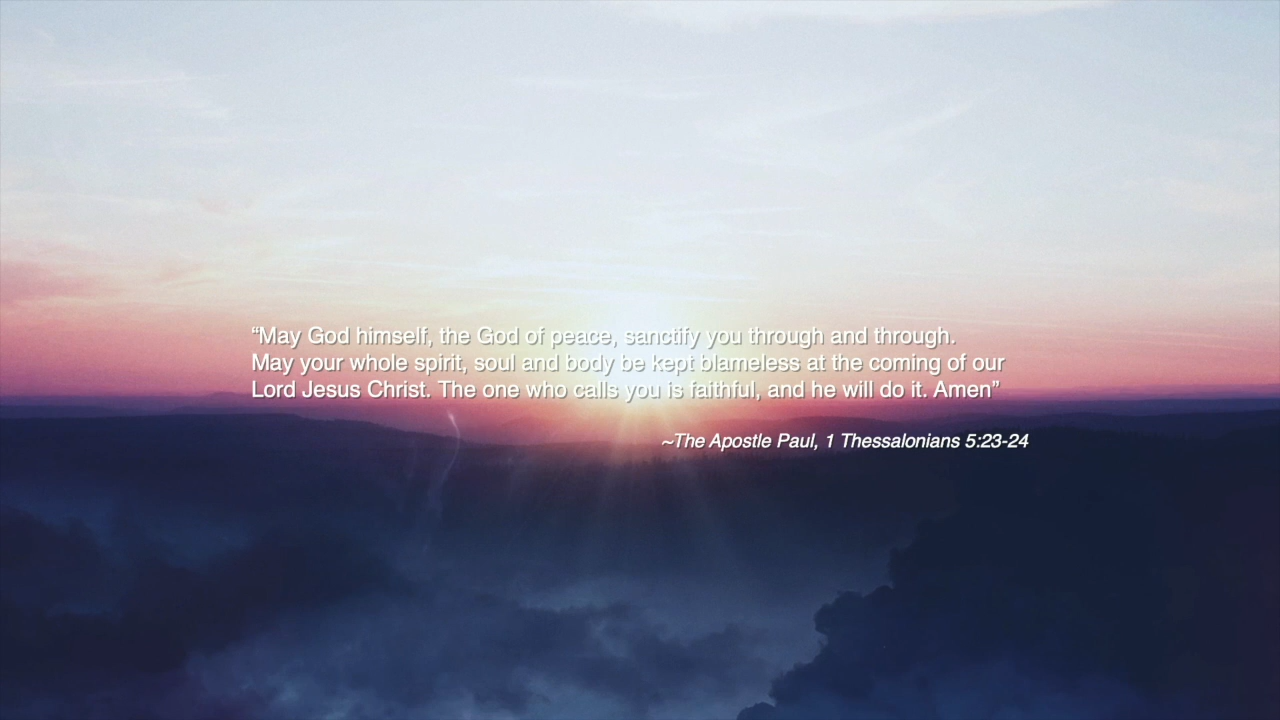 “May God himself, the God of peace, sanctify you through and through.
May your whole spirit, soul and body be kept blameless at the coming of our
Lord Jesus Christ. The one who calls you is faithful, and he will do it. Amen”
~The Apostle Paul, 1 Thessalonians 5:23-24